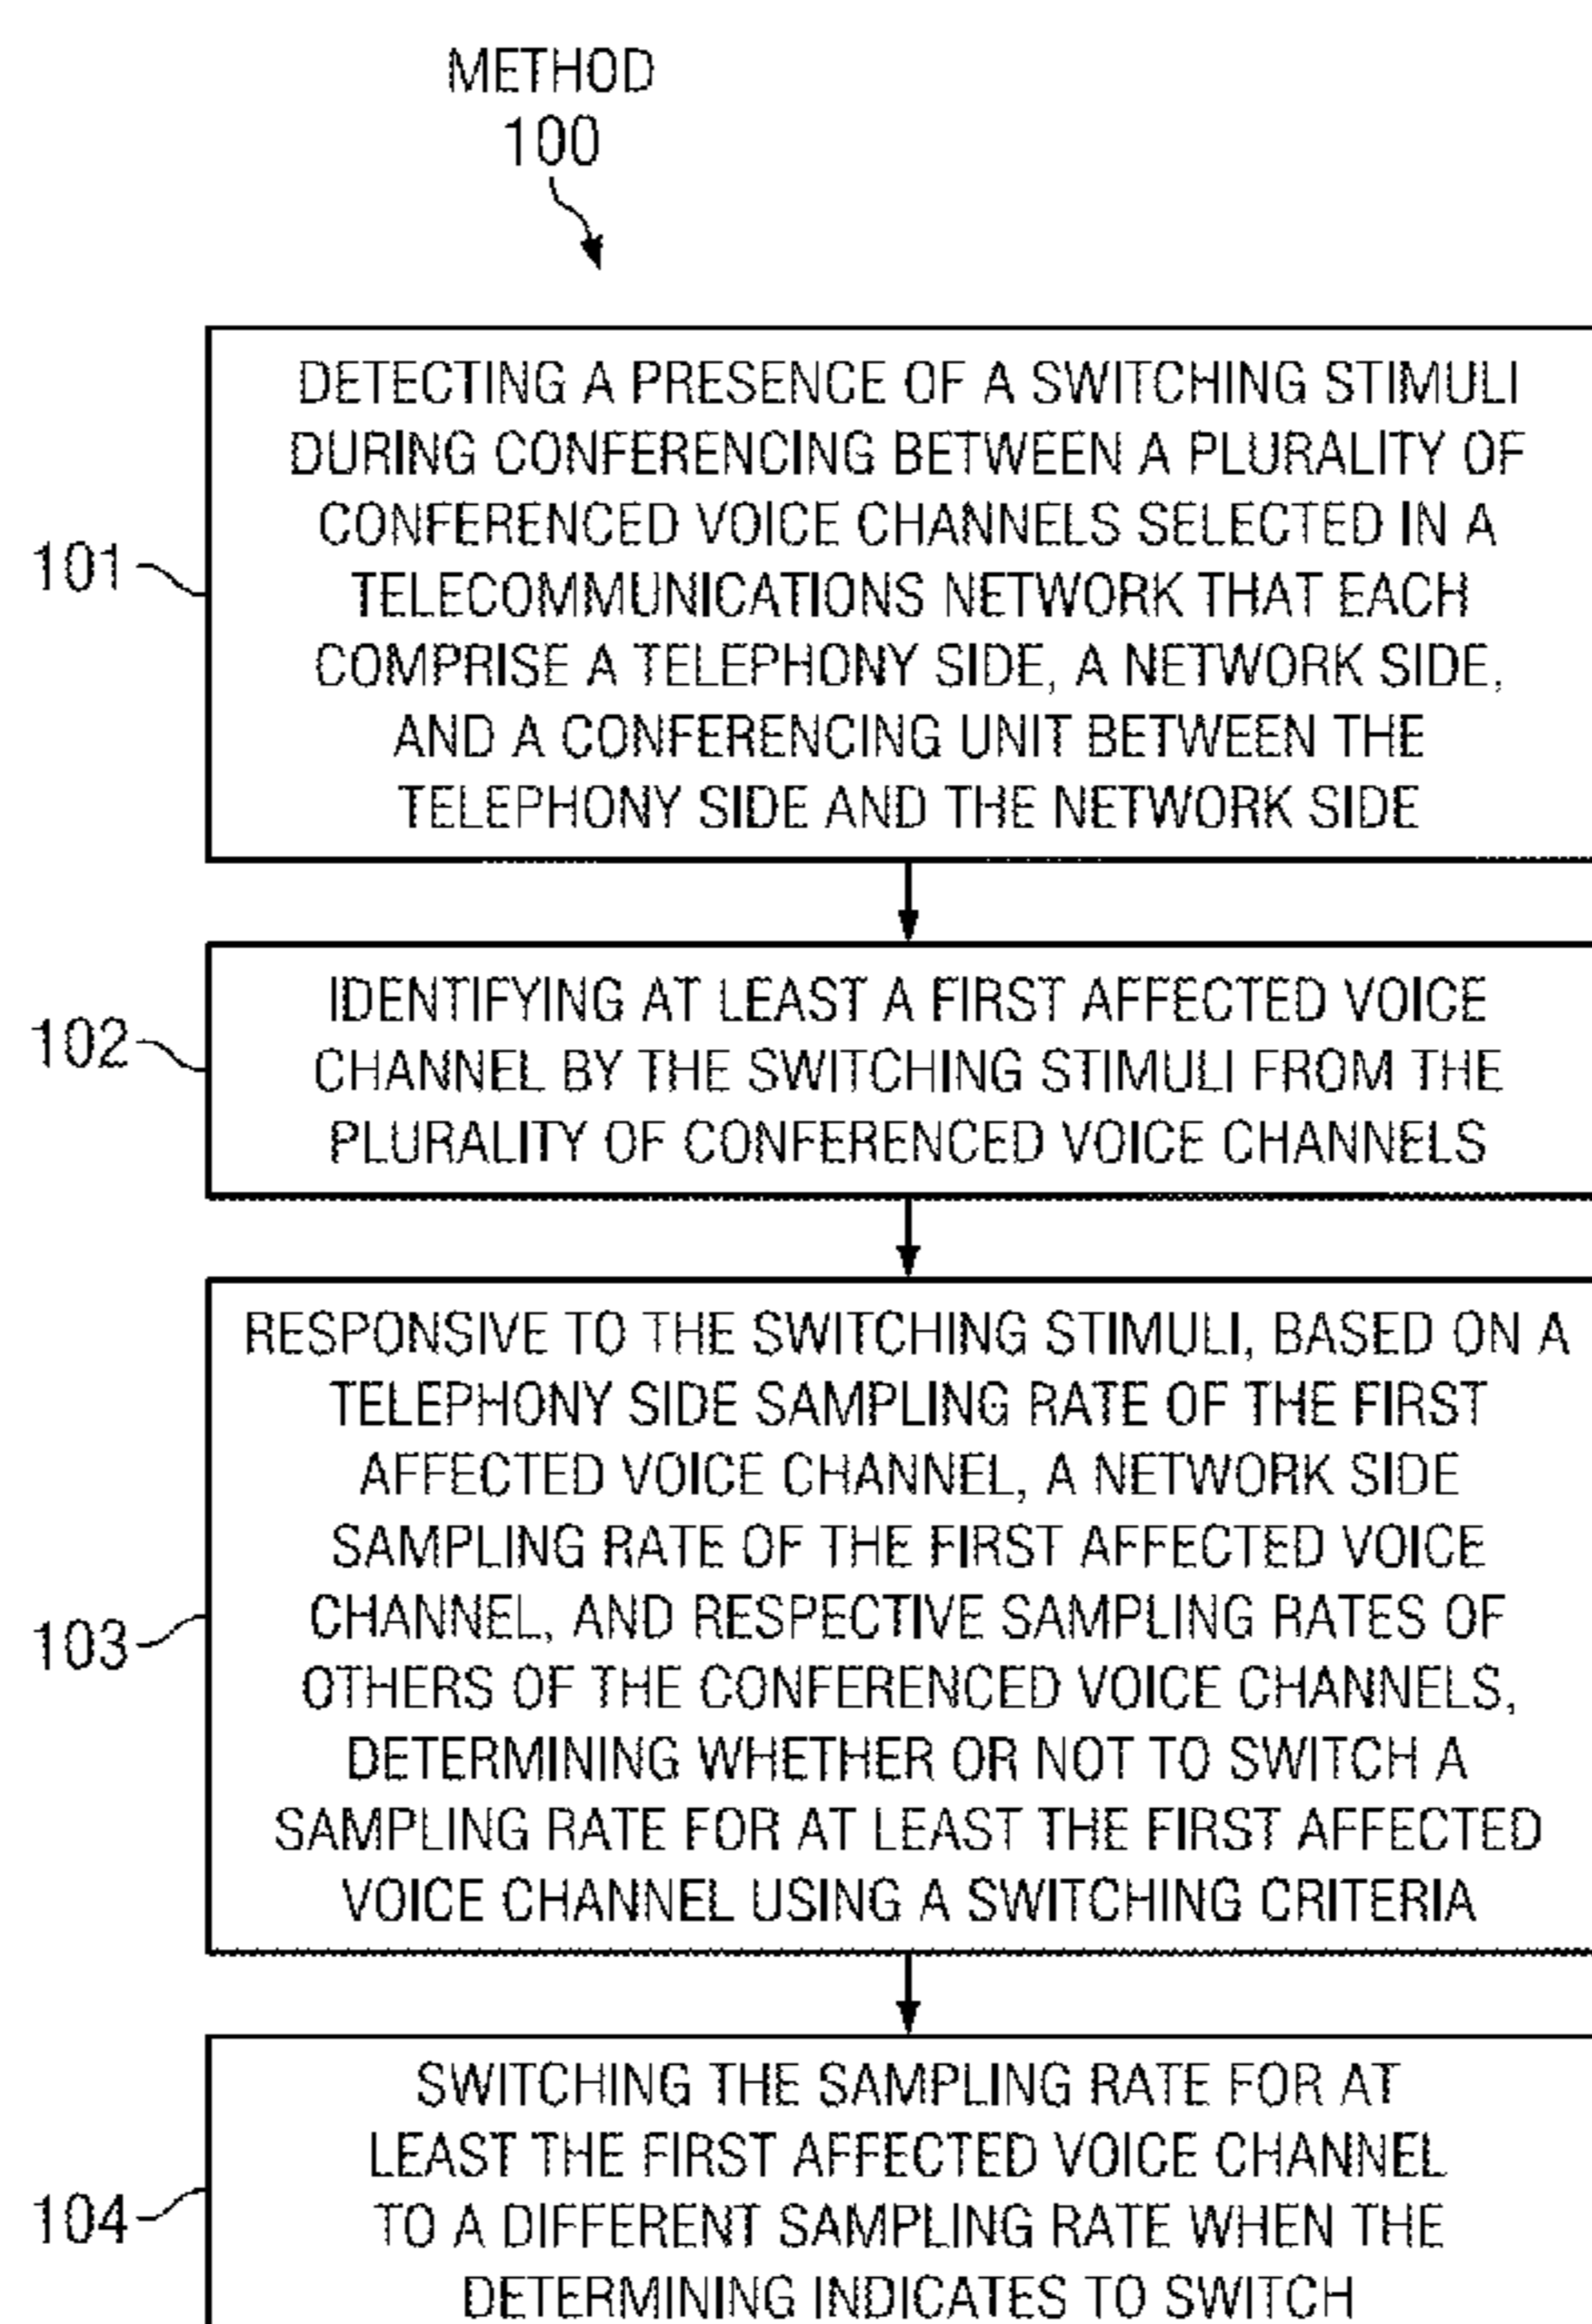 METHOD
100
DETECTING A PRESENCE OF A SWITCHING STIMULI
DURING CONFERENCING BETWEEN A PLURALITY OF
CONFERENCED VOICE CHANNELS SELECTED IN A
TELECOMMUNICATIONS NETWORK THAT EACH
COMPRISE A TELEPHONY SIDE, A NETWORK SIDE,
AND A CONFERENCING UNIT BETWEEN THE
TELEPHONY SIDE AND THE NETWORK SIDE
101
IDENTIFYING AT LEAST A FIRST AFFECTED VOICE
CHANNEL BY THE SWITCHING STIMULI FROM THE
PLURALITY OF CONFERENCED VOICE CHANNELS
102
RESPONSIVE TO THE SWITCHING STIMULI, BASED ON A
TELEPHONY SIDE SAMPLING RATE OF THE FIRST
AFFECTED VOICE CHANNEL, A NETWORK SIDE
SAMPLING RATE OF THE FIRST AFFECTED VOICE
CHANNEL, AND RESPECTIVE SAMPLING RATES OF
OTHERS OF THE CONFERENCED VOICE CHANNELS,
DETERMINING WHETHER OR NOT TO SWITCH A
SAMPLING RATE FOR AT LEAST THE FIRST AFFECTED
VOICE CHANNEL USING A SWITCHING CRITERIA
103
SWITCHING THE SAMPLING RATE FOR AT
LEAST THE FIRST AFFECTED VOICE CHANNEL
TO A DIFFERENT SAMPLING RATE WHEN THE
DETERMINING INDICATES TO SWITCH
104